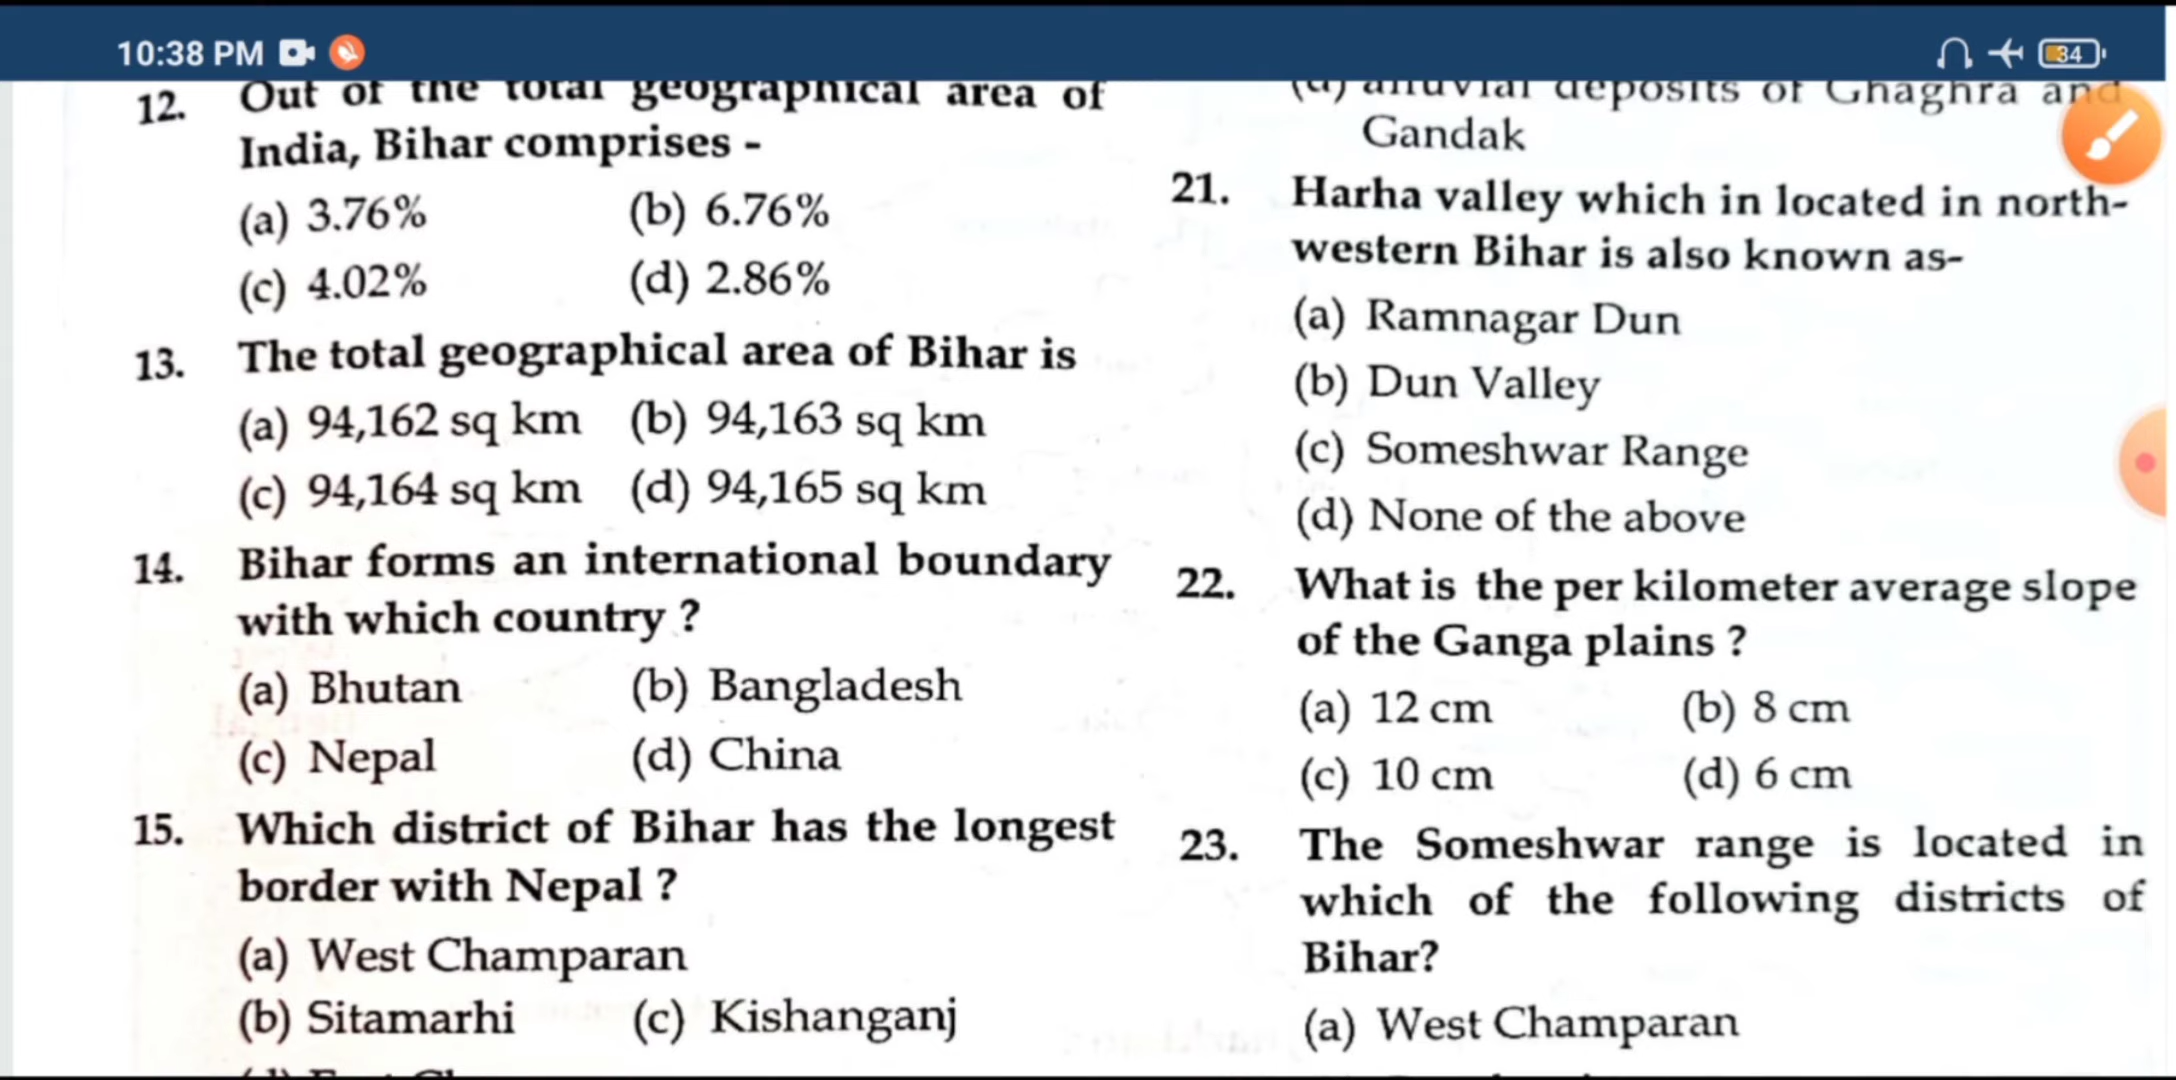 10:38 PM
34
12. Out of the total geographical area of
India, Bihar comprises -
(a) 3.76% (b) 6.76%
(c) 4.02% (d) 2.86%
13. The total geographical area of Bihar is
(a) 94,162 sq km (b) 94,163 sq km
(c) 94,164 sq km (d) 94,165 sq km
14. Bihar forms an international boundary
with which country ?
(a) Bhutan (b) Bangladesh
(c) Nepal (d) China
15. Which district of Bihar has the longest
border with Nepal ?
(a) West Champaran
(b) Sitamarhi (c) Kishanganj
(d) alluvial deposits of Ghaghra and
Gandak
21. Harha valley which in located in north-
western Bihar is also known as-
(a) Ramnagar Dun
(b) Dun Valley
(c) Someshwar Range
(d) None of the above
22. What is the per kilometer average slope
of the Ganga plains ?
(a) 12 cm (b) 8 cm
(c) 10 cm (d) 6 cm
23. The Someshwar range is located in
which of the following districts of
Bihar?
(a) West Champaran